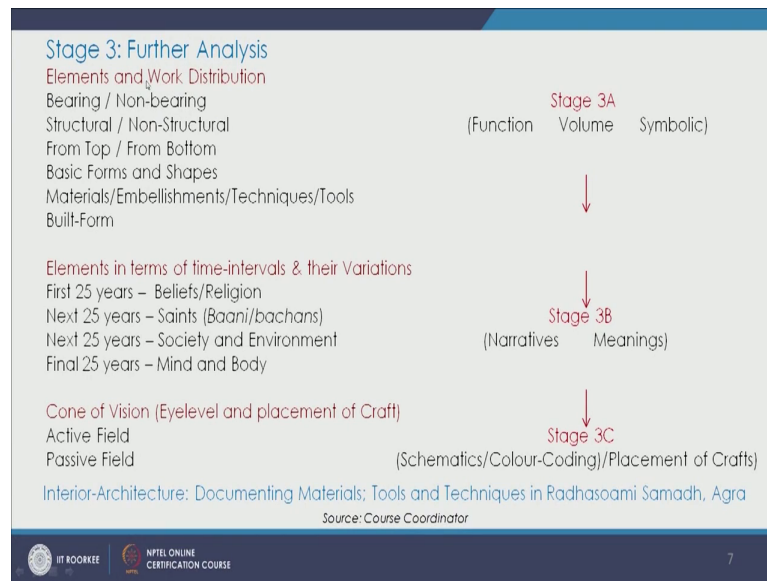 Stage 3: Further Analysis
Elements and Work Distribution
Bearing / Non-bearing
Structural / Non-Structural
From Top / From Bottom
Basic Forms and Shapes
Materials/Embellishments/Techniques/Tools
Built-Form
Stage 3A
(Function Volume Symbolic)
Elements in terms of time-intervals & their Variations
First 25 years – Beliefs/Religion
Next 25 years – Saints (Baani/bachans)
Next 25 years – Society and Environment
Final 25 years – Mind and Body
Stage 3B
(Narratives Meanings)
Cone of Vision (Eyelevel and placement of Craft)
Active Field
Passive Field
Stage 3C
(Schematics/Colour-Coding)/Placement of Crafts)
Interior-Architecture: Documenting Materials; Tools and Techniques in Radhasoami Samadh, Agra
Source: Course Coordinator
IIT ROORKEE
NPTEL ONLINE
CERTIFICATION COURSE
7